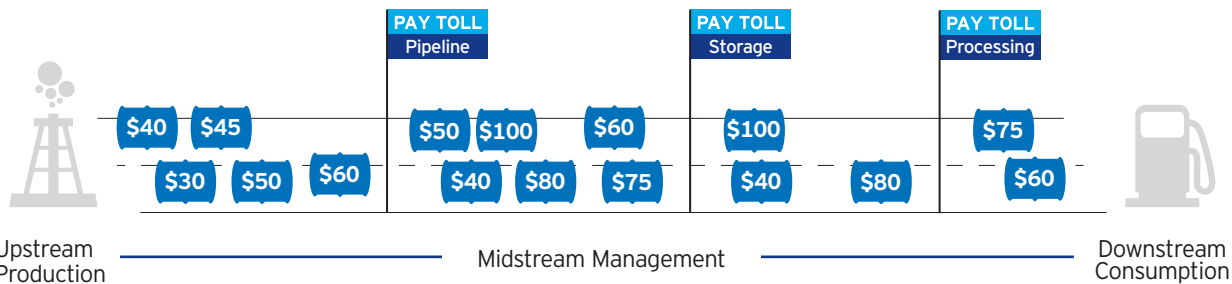 PAY TOLL
Pipeline
PAY TOLL
Storage
PAY TOLL
Processing
$40 $45 $50 $100 $60 $100 $75
$30 $50 $60 $40 $80 $75 $40 $80 $60
Upstream
Production
Midstream Management
Downstream
Consumption